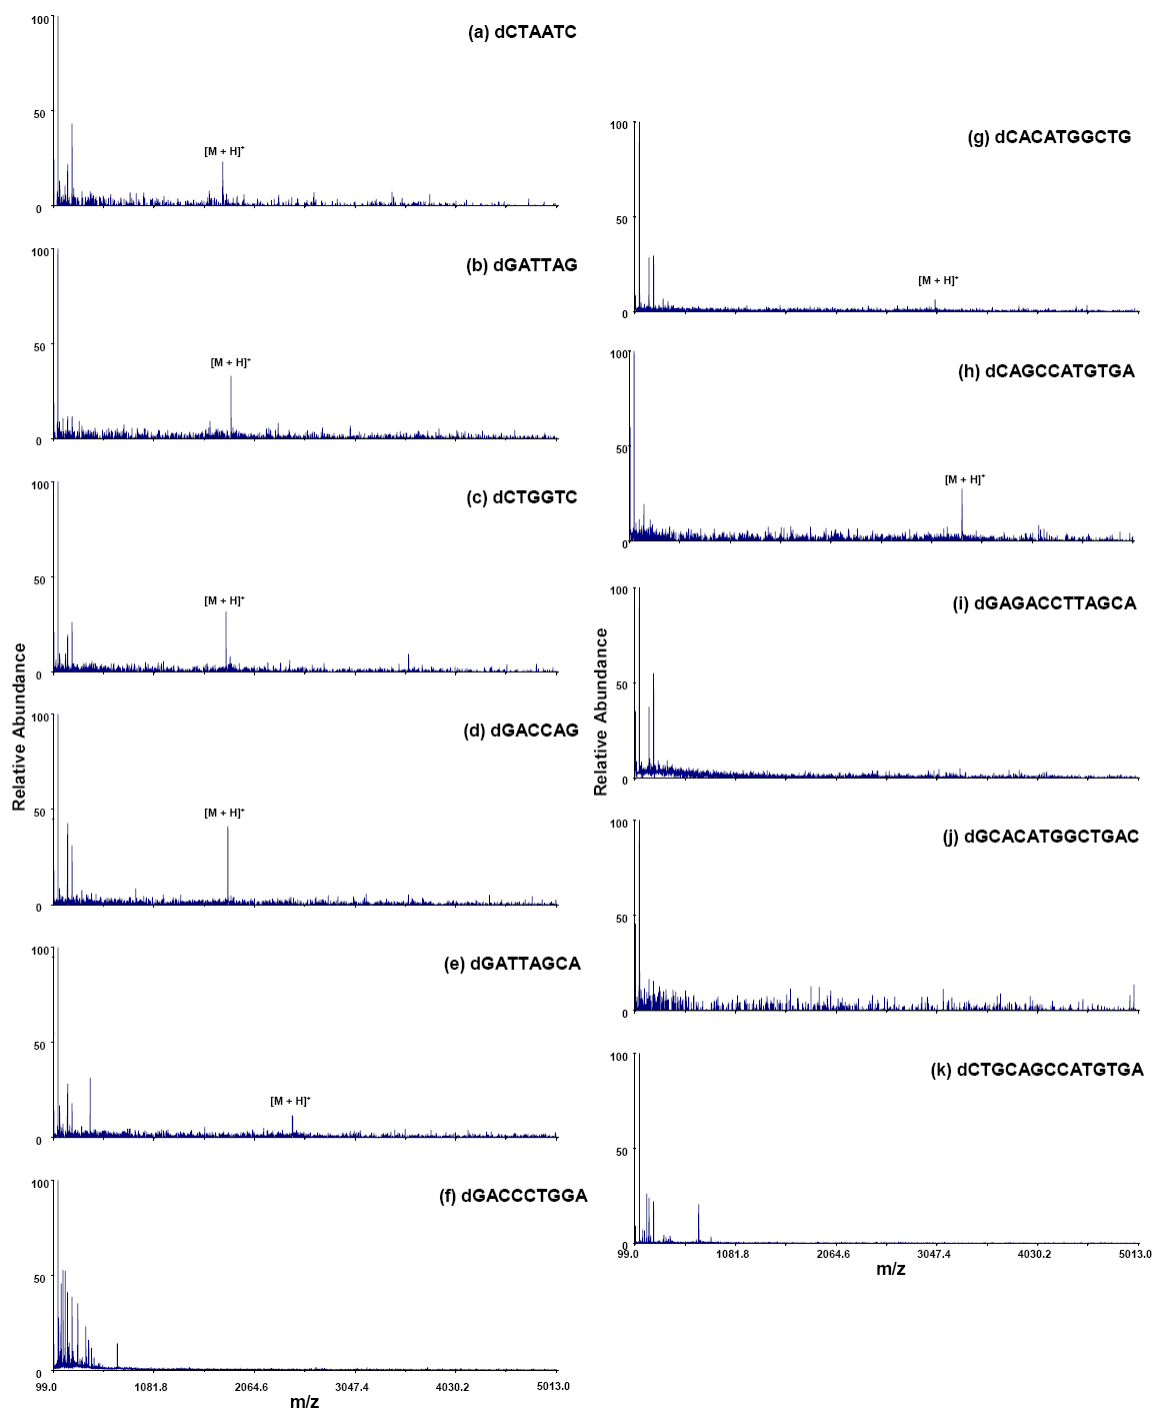 100
50
0
(a) dCTAATC
[M + H]+
100
50
0
(b) dGATTAG
[M + H]+
100
50
0
(c) dCTGGTC
[M + H]+
100
50
0
(d) dGACCAG
[M + H]+
100
50
0
(e) dGATTAGCA
[M + H]+
100
50
0
(f) dGACCCTGGA
99.0 1081.8 2064.6 3047.4 4030.2 5013.0
m/z
Relative Abundance
100
50
0
(g) dCACATGGCTG
[M + H]+
100
50
0
(h) dCAGCCATGTGA
[M + H]+
100
50
0
(i) dGAGACCTTAGCA
100
50
0
(j) dGCACATGGCTGAC
100
50
0
(k) dCTGCAGCCATGTGA
99.0 1081.8 2064.6 3047.4 4030.2 5013.0
m/z
Relative Abundance